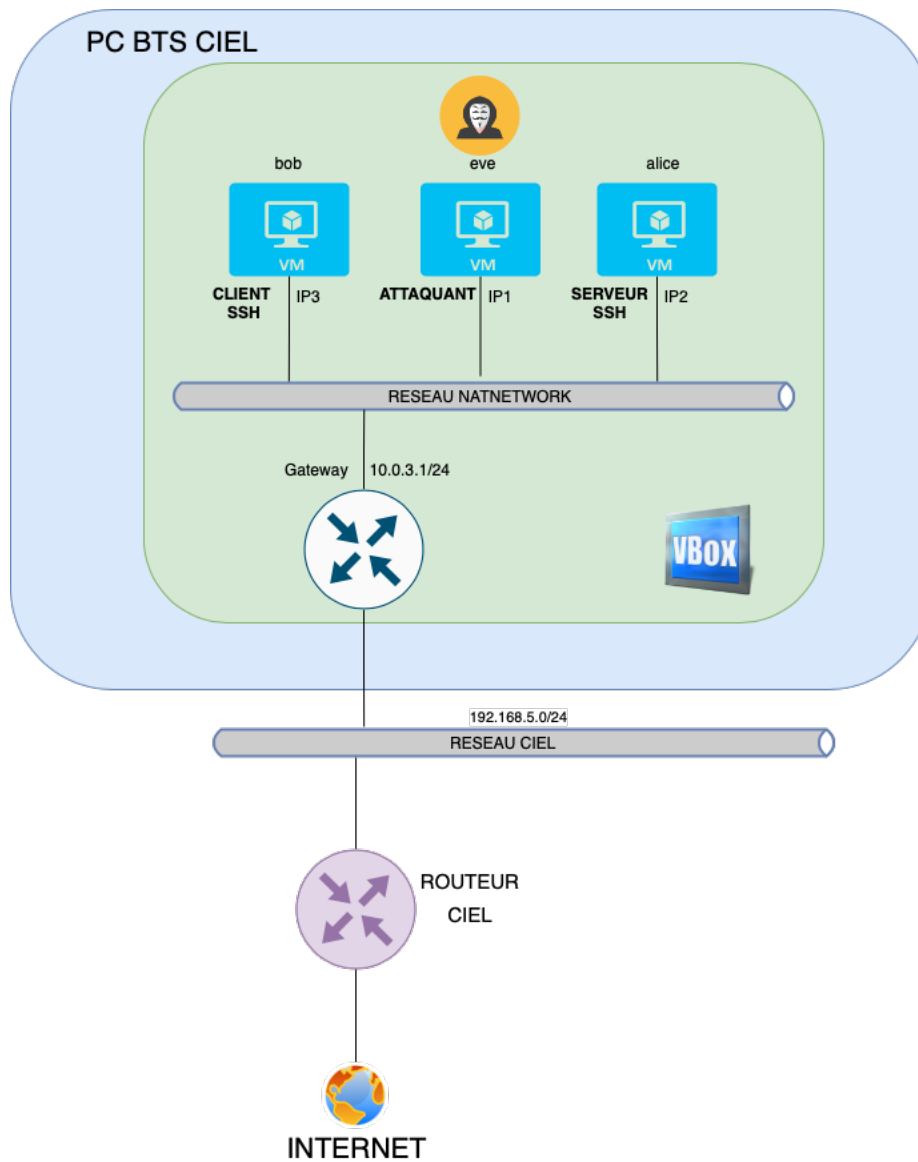 PC BTS CIEL
bob
eve
alice
VM
VM
VM
CLIENT
SSH
IP3
ATTAQUANT
IP1
SERVEUR
SSH
IP2
RESEAU NATNETWORK
Gateway
10.0.3.1/24
VBOX
192.168.5.0/24
RESEAU CIEL
ROUTEUR
CIEL
INTERNET